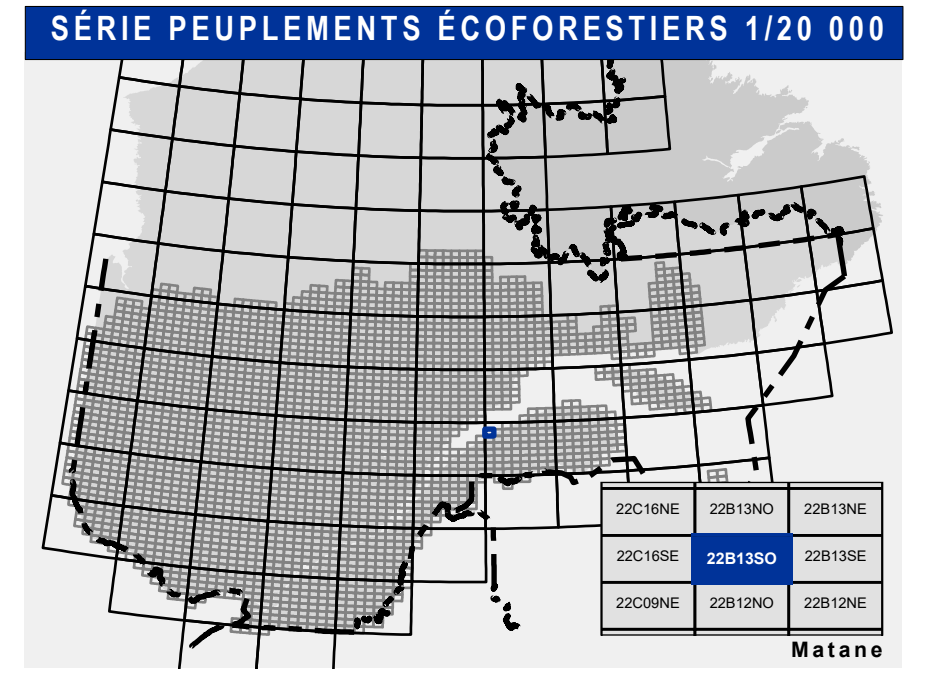 SÉRIE PEUPLEMENTS ÉCOFORESTIERS 1/20 000
22C16NE 22B13NO 22B13NE
22C16SE 22B13SO 22B13SE
22C09NE 22B12NO 22B12NE
Matane